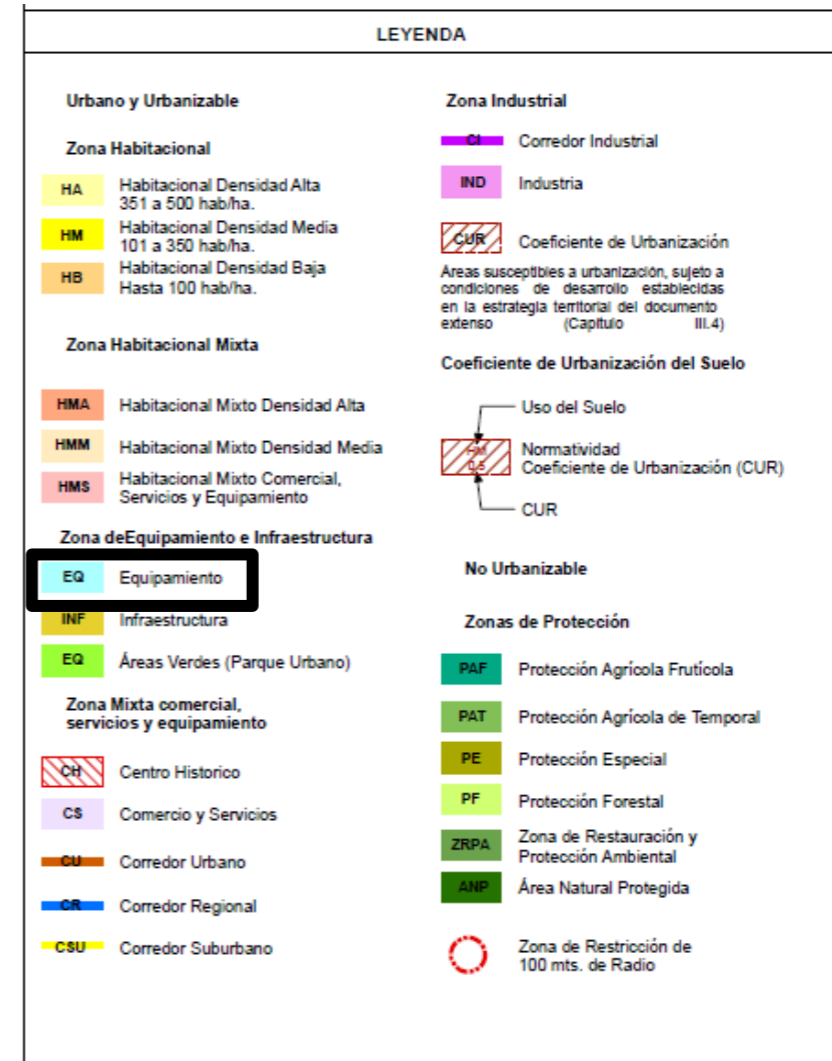 LEYENDA
Urbano y Urbanizable
Zona Habitacional
HA Habitacional Densidad Alta
351 a 500 hab/ha.
HM Habitacional Densidad Media
101 a 350 hab/ha.
HB Habitacional Densidad Baja
Hasta 100 hab/ha.
Zona Habitacional Mixta
HMA Habitacional Mixto Densidad Alta
HMM Habitacional Mixto Densidad Media
HMS Habitacional Mixto Comercial,
Servicios y Equipamiento
Zona deEquipamiento e Infraestructura
EQ Equipamiento
INF Infraestructura
EQ Áreas Verdes (Parque Urbano)
Zona Mixta comercial,
servicios y equipamiento
CH Centro Historico
CS Comercio y Servicios
CU Corredor Urbano
CR Corredor Regional
CSU Corredor Suburbano
Zona Industrial
CI Corredor Industrial
IND Industria
CUR Coeficiente de Urbanización
Areas susceptibles a urbanización, sujeto a
condiciones de desarrollo establecidas
en la estrategia territorial del documento
extenso (Capitulo III.4)
Coeficiente de Urbanización del Suelo
Uso del Suelo
HM Normatividad
0.5 Coeficiente de Urbanización (CUR)
CUR
No Urbanizable
Zonas de Protección
PAF Protección Agrícola Frutícola
PAT Protección Agrícola de Temporal
PE Protección Especial
PF Protección Forestal
ZRPA Zona de Restauración y
Protección Ambiental
ANP Área Natural Protegida
Zona de Restricción de
100 mts. de Radio